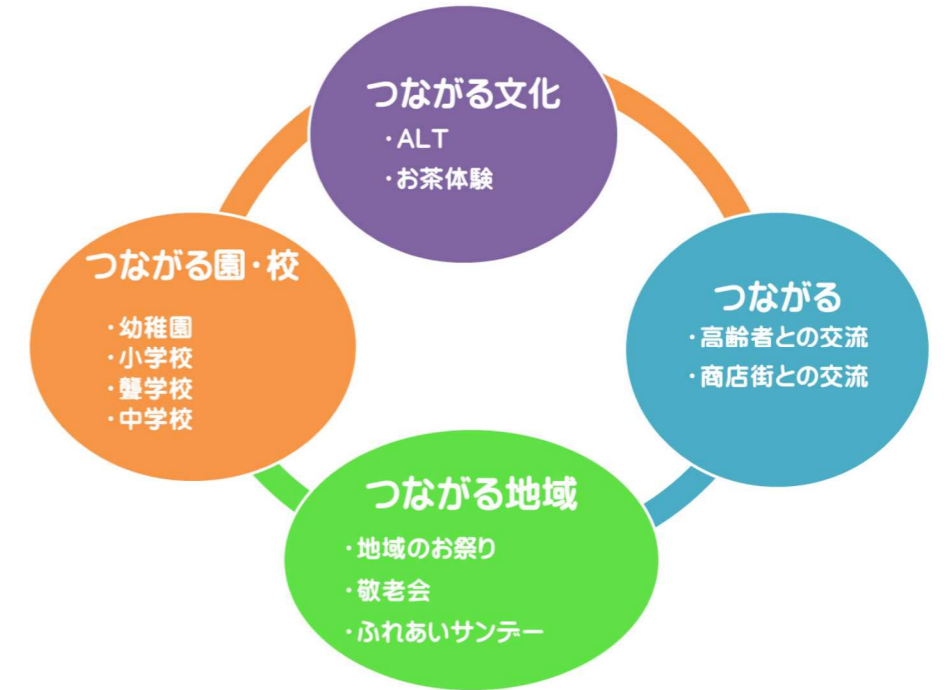 つながる文化
・ALT
・お茶体験
つながる園・校
・幼稚園
・小学校
・聾学校
・中学校
つながる
・高齢者との交流
・商店街との交流
つながる地域
・地域のお祭り
・敬老会
・ふれあいサンデー